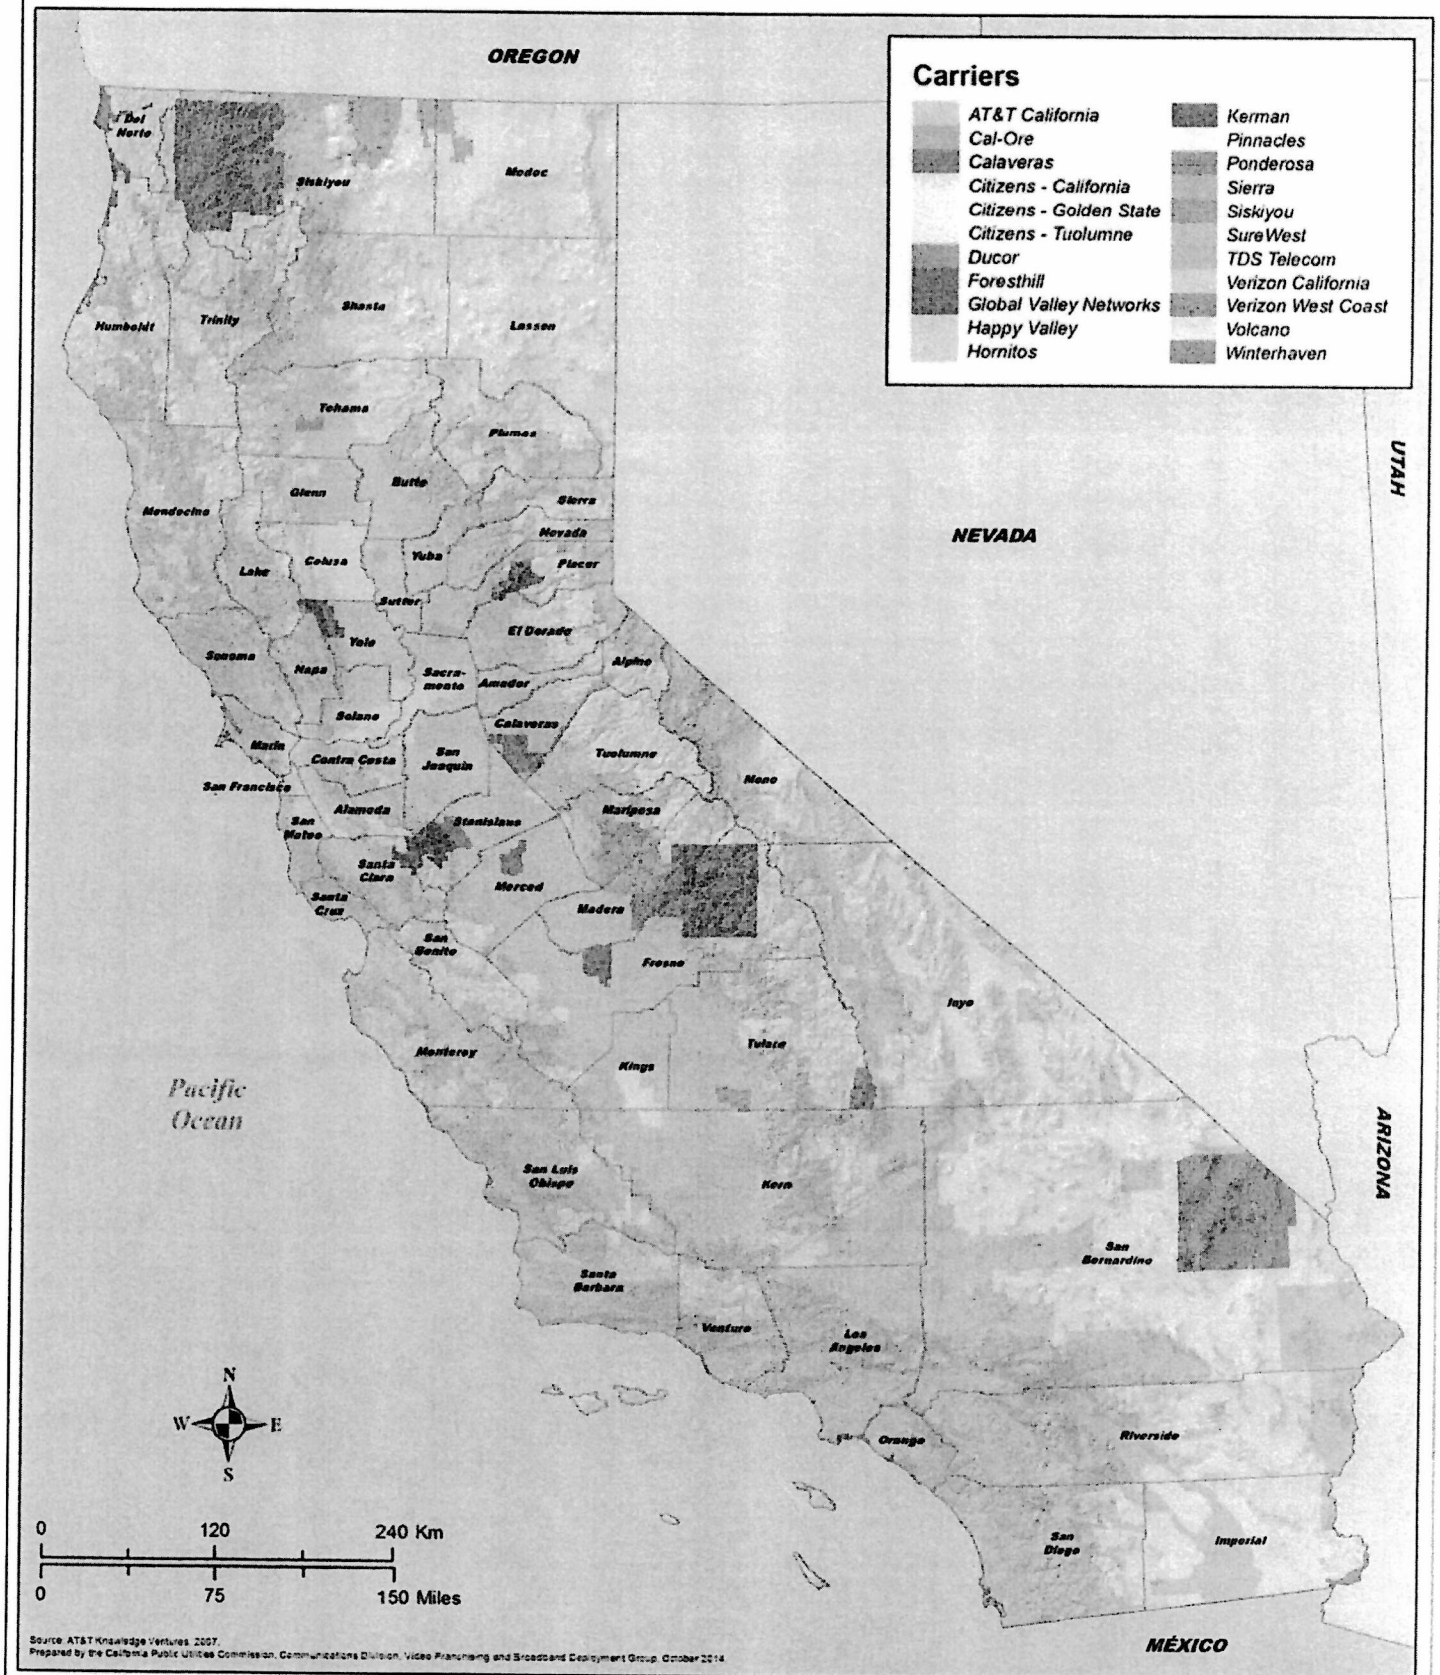 OREGON
Carriers
AT&T California
Cal-Ore
Calaveras
Citizens - California
Citizens - Golden State
Citizens - Tuolumne
Ducor
Foresthill
Global Valley Networks
Happy Valley
Hornitos
Kerman
Pinnacles
Ponderosa
Sierra
Siskiyou
SureWest
TDS Telecom
Verizon California
Verizon West Coast
Volcano
Winterhaven
Del
Norte
Siskiyou
Modoc
Humboldt
Trinity
Shasta
Lassen
Tehama
Plumas
Mendocino
Glenn
Butte
Sierra
Nevada
Lake
Colusa
Yuba
Placer
Sutter
Sonoma
Napa
Yolo
El Dorado
Sacra-
mento
Amador
Alpine
Solano
Calaveras
Marin
Contra Costa
San
Joaquin
Tuolumne
Mono
San Francisco
Alameda
San
Mateo
Stanislaus
Mariposa
Santa
Clara
Merced
Santa
Cruz
Madera
San
Benito
Fresno
Inyo
Monterey
Kings
Tulare
San Luis
Obispo
Kern
San
Bernardino
Santa
Barbara
Ventura
Los
Angeles
Orange
Riverside
San
Diego
Imperial
NEVADA
UTAH
ARIZONA
MÉXICO
Pacific
Ocean
N
W E
S
0 120 240 Km
0 75 150 Miles
Source: AT&T Knowledge Ventures, 2007.
Prepared by the California Public Utilities Commission, Communications Division, Video Franchising and Broadband Deployment Group, October 2014